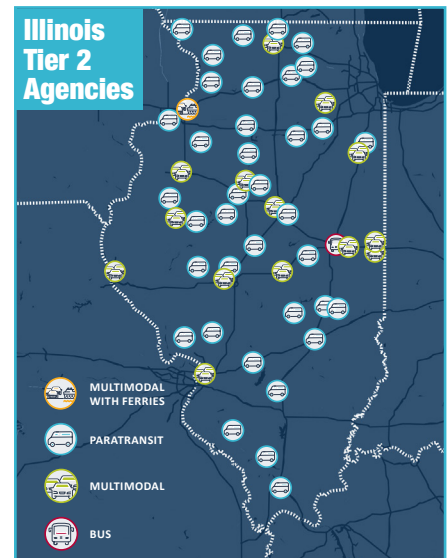 Illinois
Tier 2
Agencies
MULTIMODAL
WITH FERRIES
PARATRANSIT
MULTIMODAL
BUS